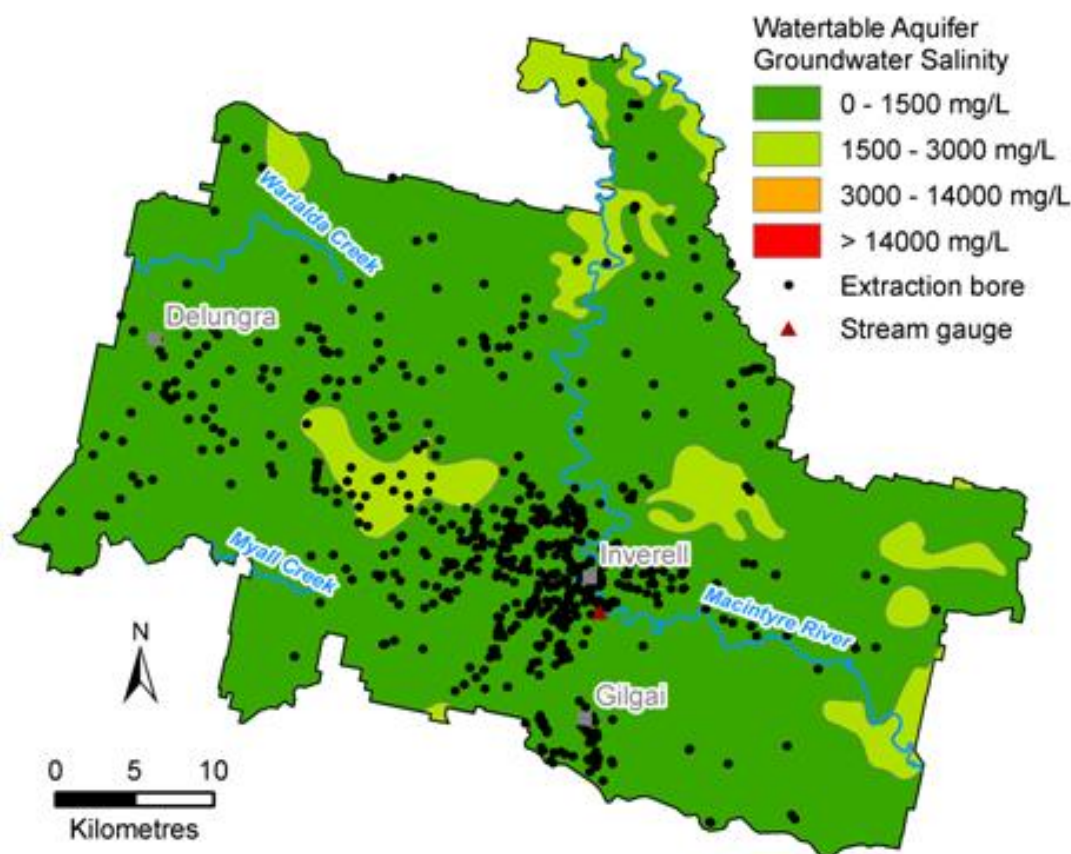 Watertable Aquifer
Groundwater Salinity
0 - 1500 mg/L
1500 - 3000 mg/L
3000 - 14000 mg/L
> 14000 mg/L
Extraction bore
Stream gauge
Warialda Creek
Delungra
Inverell
Myall Creek
Macintyre River
N
Gilgai
0 5 10
Kilometres